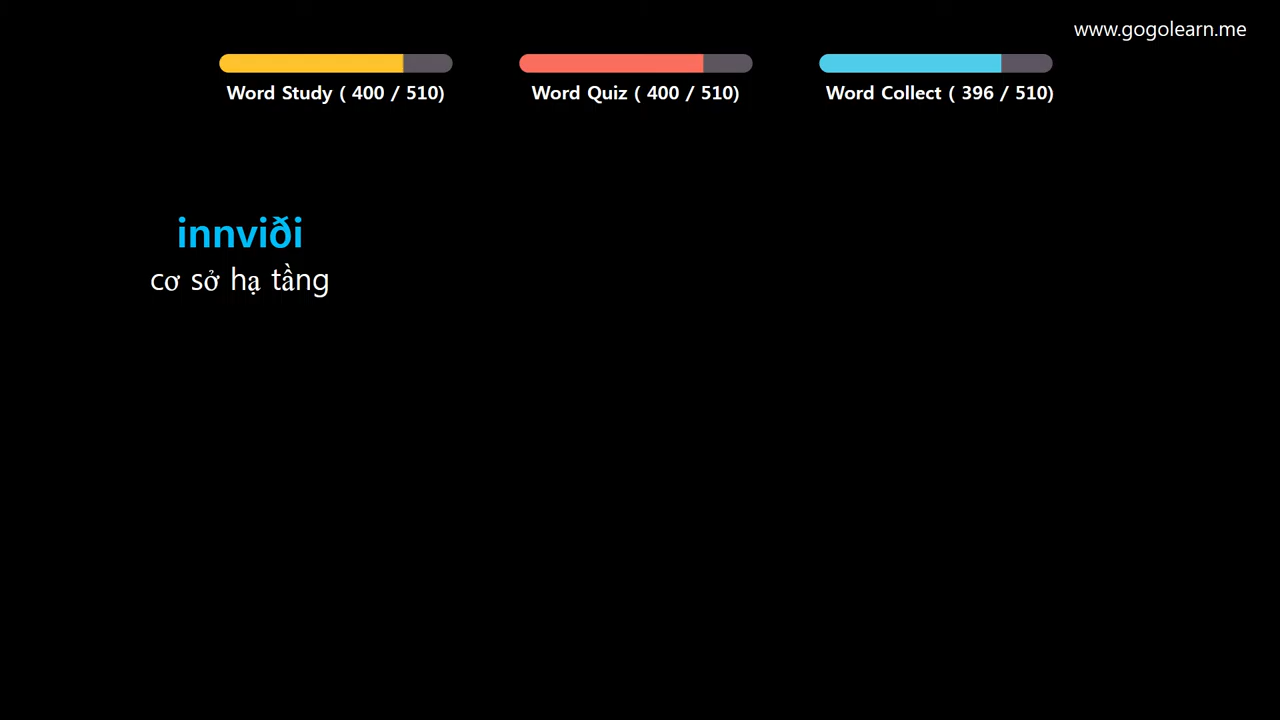 www.gogolearn.me
Word Study ( 400 / 510)
Word Quiz ( 400 / 510)
Word Collect ( 396 / 510)
innviði
cơ sở hạ tầng